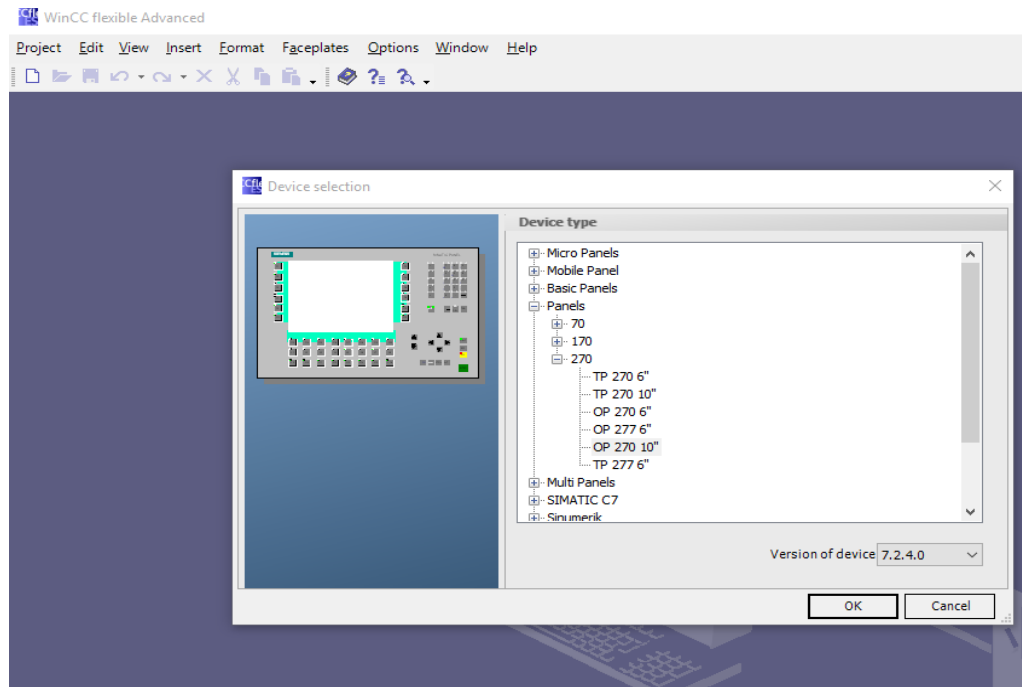 WinCC flexible Advanced
Project Edit View Insert Format Faceplates Options Window Help
Device selection
Device type
Micro Panels
Mobile Panel
Basic Panels
Panels
70
170
270
TP 270 6"
TP 270 10"
OP 270 6"
OP 277 6"
OP 270 10"
TP 277 6"
Multi Panels
SIMATIC C7
Sinumerik
Version of device 7.2.4.0
OK Cancel